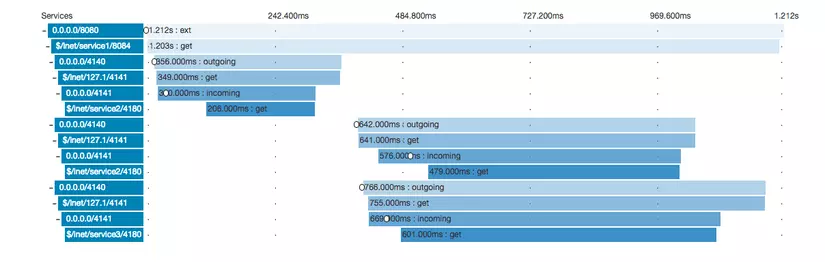 Services 242.400ms 484.800ms 727.200ms 969.600ms 1.212s
- 0.0.0.0/8080 1.212s : ext
- $/inet/service1/8084 1.203s : get
- 0.0.0.0/4140 356.000ms : outgoing
- $/inet/127.1/4141 349.000ms : get
- 0.0.0.0/4141 : incoming
$/inet/service2/4180 206.000ms : get
- 0.0.0.0/4140 642.000ms : outgoing
- $/inet/127.1/4141 641.000ms : get
- 0.0.0.0/4141 576.000ms : incoming
$/inet/service2/4180 479.000ms : get
- 0.0.0.0/4140 766.000ms : outgoing
- $/inet/127.1/4141 755.000ms : get
- 0.0.0.0/4141 669.000ms : incoming
$/inet/service3/4180 601.000ms : get